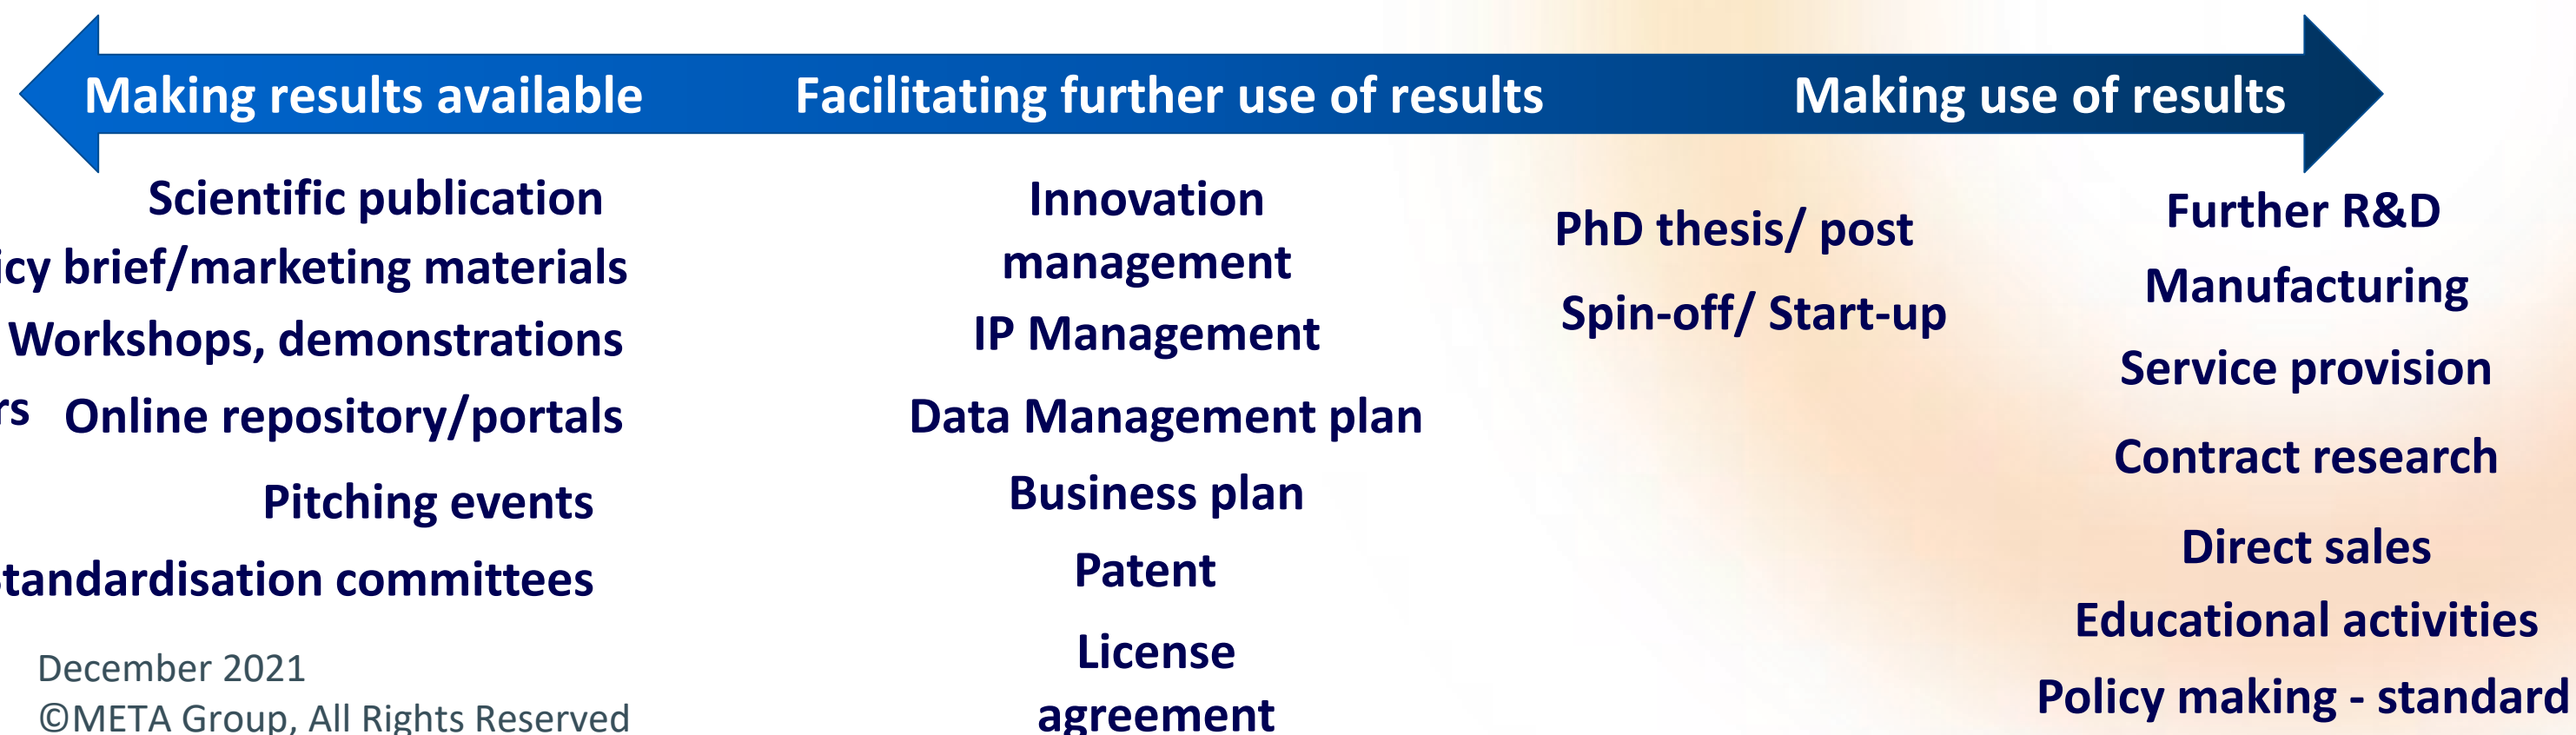 Making results available
Facilitating further use of results
Making use of results
Scientific publication
brief/marketing materials
Workshops, demonstrations
Online repository/portals
Pitching events
committees
December 2021
©META Group, All Rights Reserved
Innovation
management
IP Management
Data Management plan
Business plan
Patent
License
agreement
PhD thesis/ post
Spin-off/ Start-up
Further R&D
Manufacturing
Service provision
Contract research
Direct sales
Educational activities
Policy making - standard